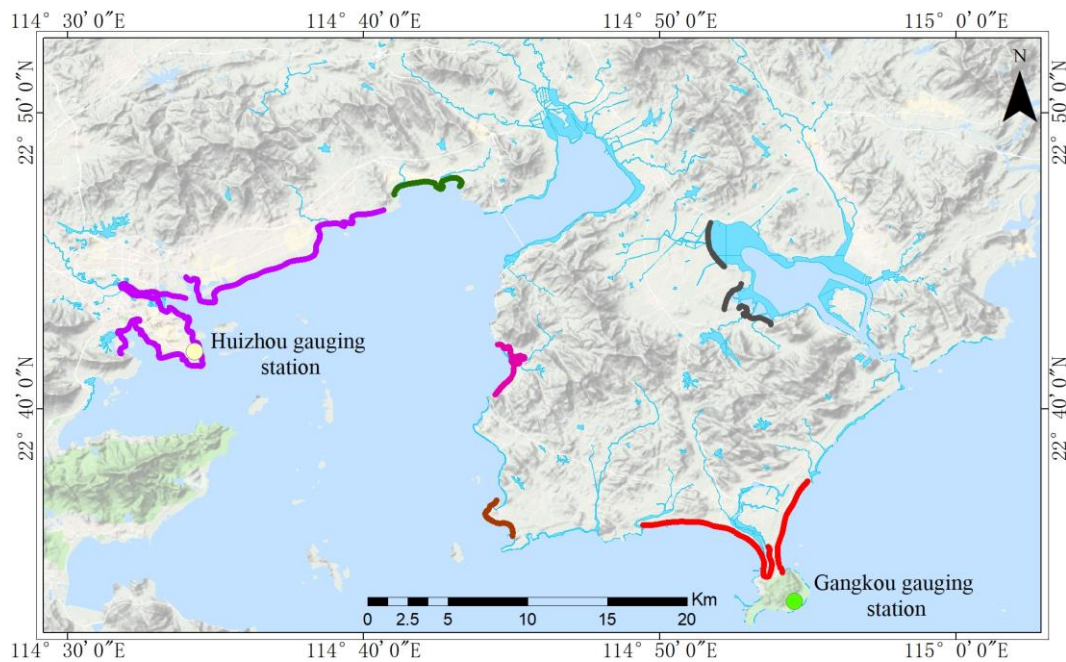 114° 30′0″E 114° 40′0″E 114° 50′0″E 115° 0′0″E
N
22° 50′0″N 22° 50′0″N
Huizhou gauging
station
22° 40′0″N 22° 40′0″N
Gangkou gauging
station
Km
0 2.5 5 10 15 20
114° 30′0″E 114° 40′0″E 114° 50′0″E 115° 0′0″E